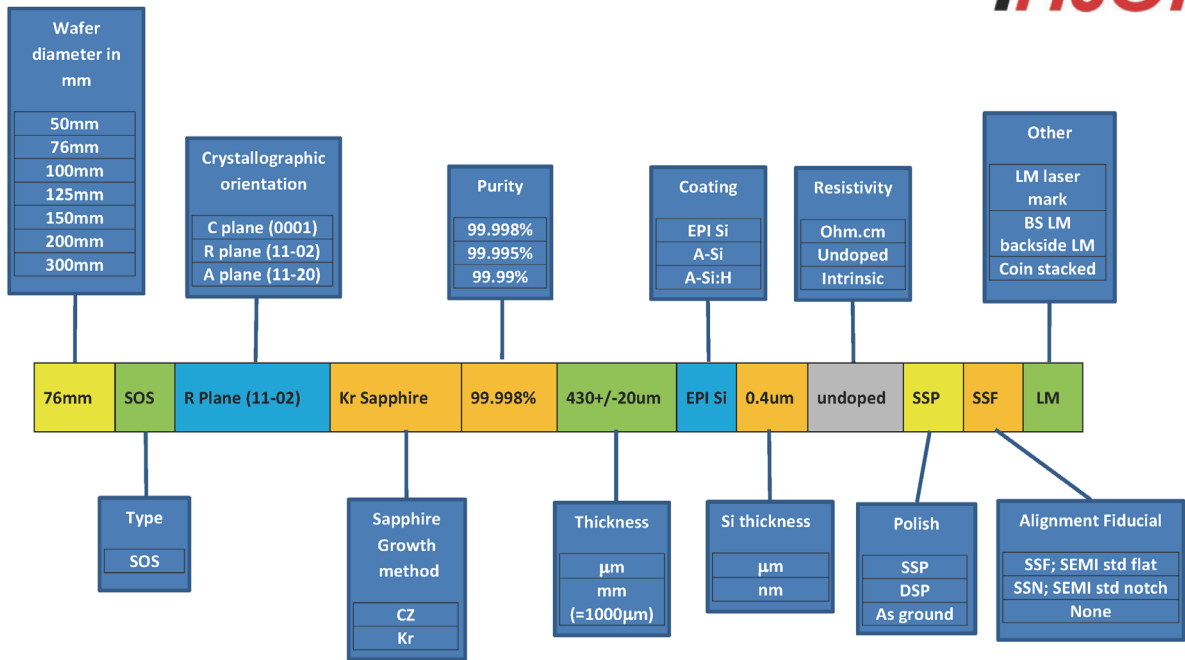 Wafer
diameter in
mm
50mm
76mm
100mm
125mm
150mm
200mm
300mm
Crystallographic
orientation
C plane (0001)
R plane (11-02)
A plane (11-20)
Purity
99.998%
99.995%
99.99%
Coating
EPI Si
A-Si
A-Si:H
Resistivity
Ohm.cm
Undoped
Intrinsic
Other
LM laser
mark
BS LM
backside LM
Coin stacked
76mm
SOS
R Plane (11-02)
Kr Sapphire
99.998%
430+/-20um
EPI Si
0.4um
undoped
SSP
SSF
LM
Type
SOS
Sapphire
Growth
method
CZ
Kr
Thickness
μm
mm
(=1000μm)
Si thickness
μm
nm
Polish
SSP
DSP
As ground
Alignment Fiducial
SSF; SEMI std flat
SSN; SEMI std notch
None